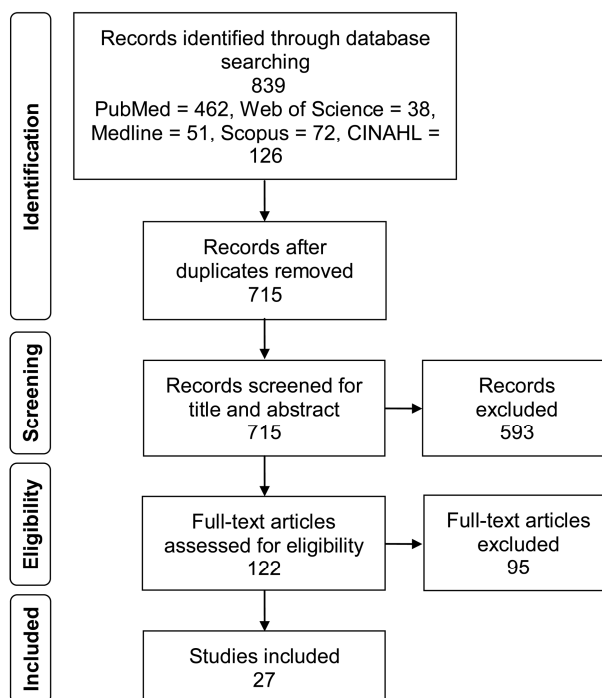 Identification
Records identified through database
searching
839
PubMed = 462, Web of Science = 38,
Medline = 51, Scopus = 72, CINAHL =
126
Records after
duplicates removed
715
Screening
Records screened for
title and abstract
715
Records
excluded
593
Eligibility
Full-text articles
assessed for eligibility
122
Full-text articles
excluded
95
Included
Studies included
27